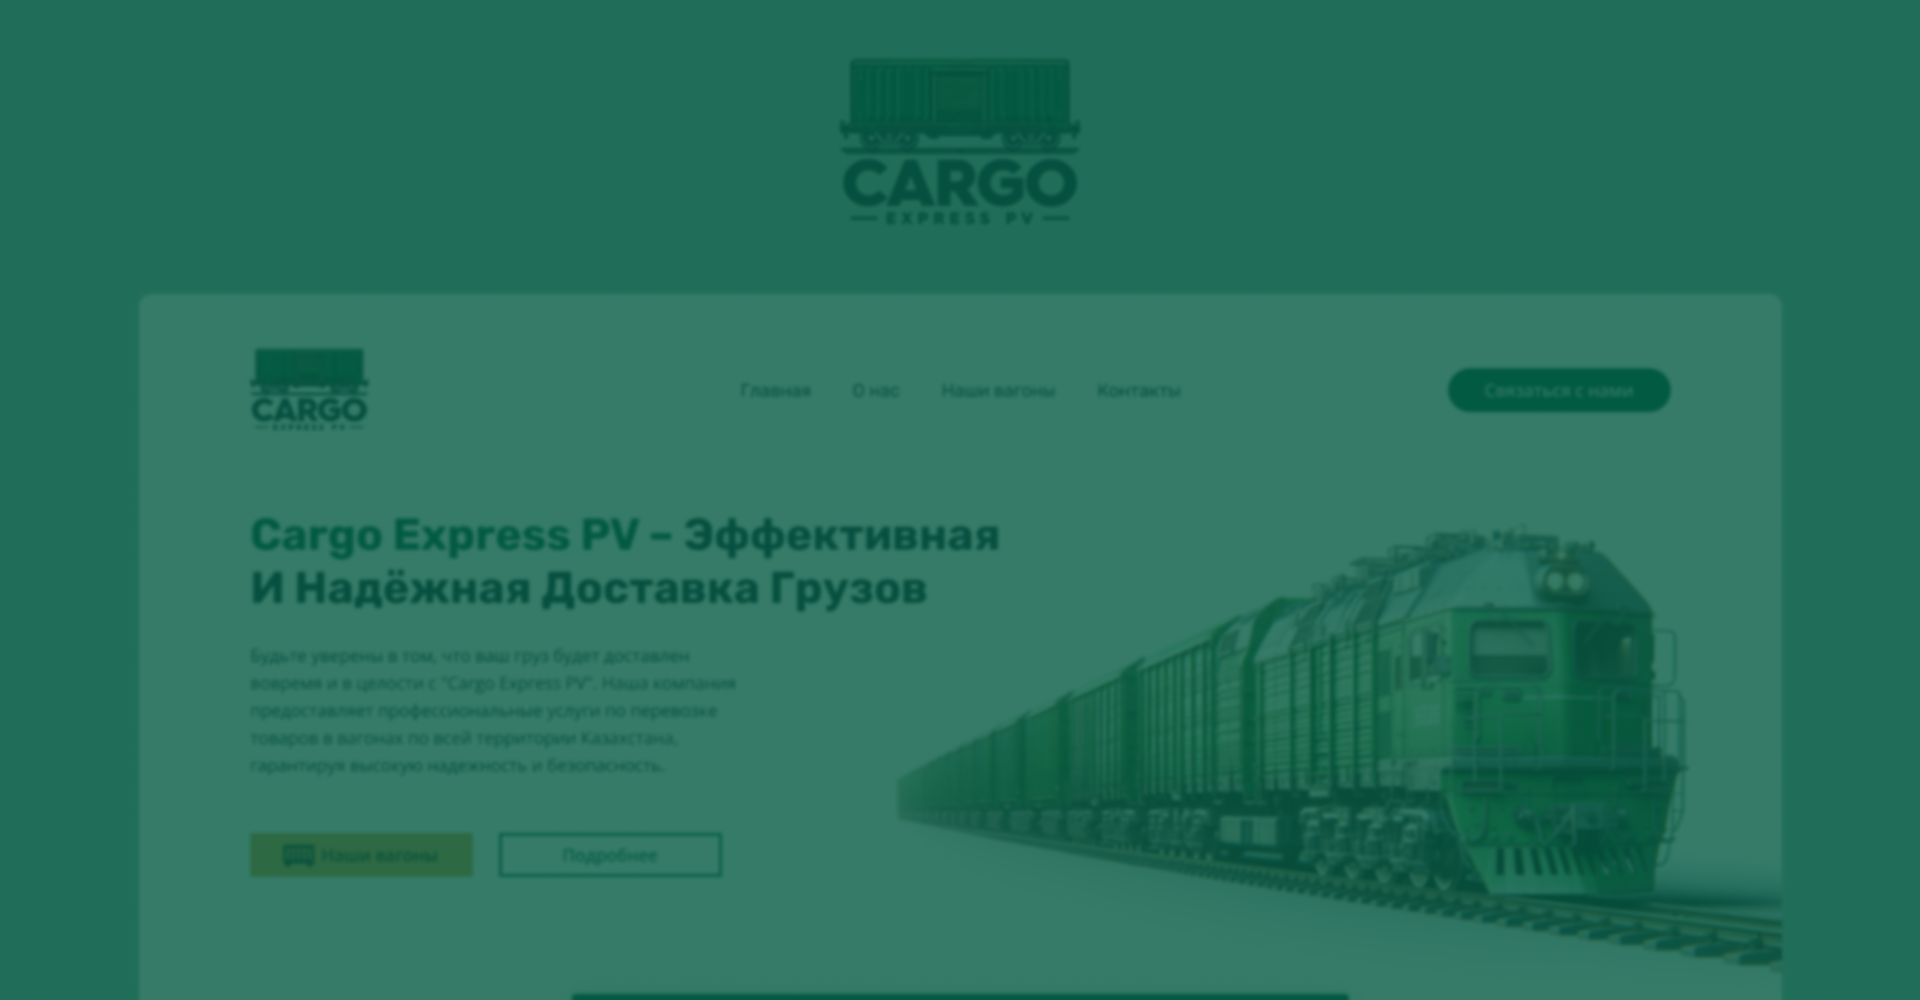 CARGO
EXPRESS PV
CARGO
EXPRESS PV
Главная О нас Наши вагоны Контакты Связаться с нами
Cargo Express PV – Эффективная
И Надёжная Доставка Грузов
Будьте уверены в том, что ваш груз будет доставлен
вовремя и в целости с "Cargo Express PV". Наша компания
предоставляет профессиональные услуги по перевозке
товаров в вагонах по всей территории Казахстана,
гарантируя высокую надежность и безопасность.
Наши вагоны Подробнее